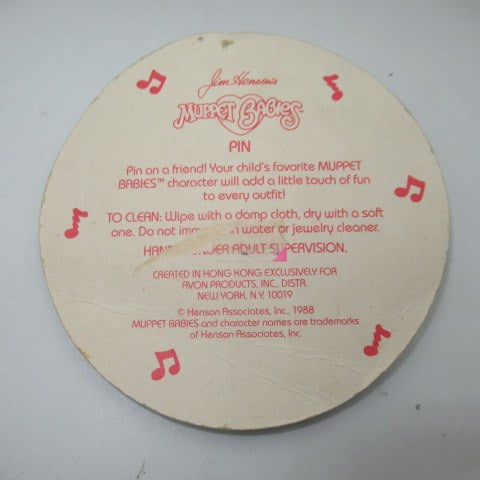 Jim Henson's
MUPPET BABIES
PIN
Pin on a friend! Your child's favorite MUPPET
BABIES™ character will add a little touch of fun
to every outfit!
TO CLEAN: Wipe with a damp cloth, dry with a soft
one. Do not in water or jewelry cleaner.
ADULT SUPERVISION.
CREATED IN HONG KONG EXCLUSIVELY FOR
AVON PRODUCTS, INC., DISTR.
NEW YORK, N.Y. 10019
© Henson Associates, Inc., 1988
MUPPET BABIES and character names are trademarks
of Henson Associates, Inc.